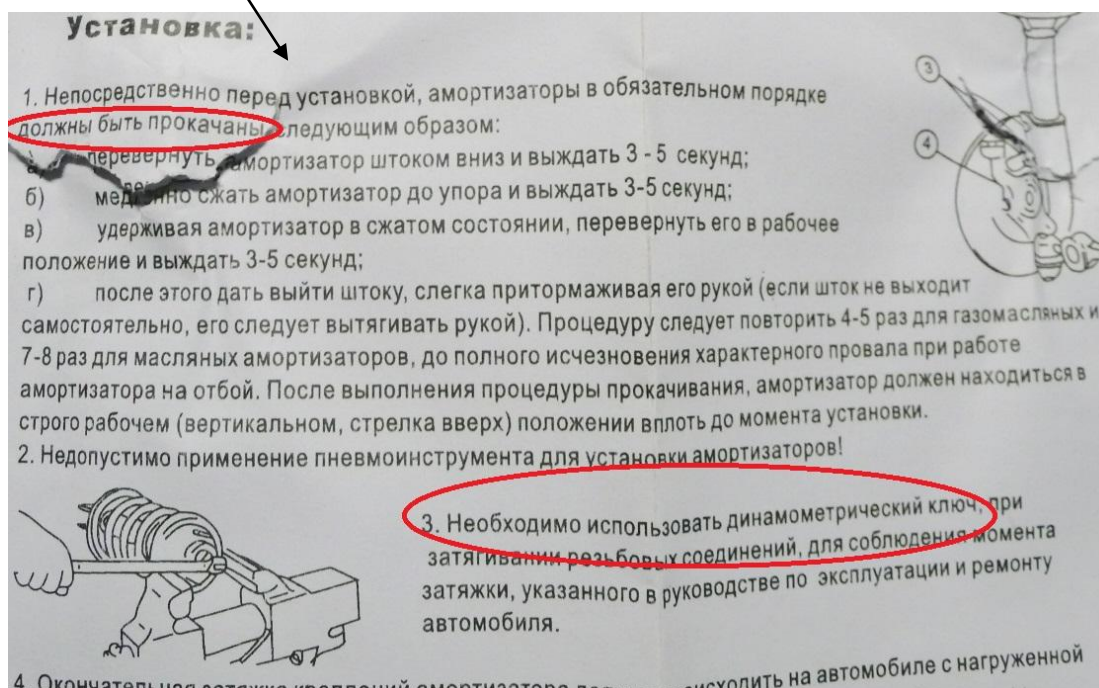 Установка:
1. Непосредственно перед установкой, амортизаторы в обязательном порядке
должны быть прокачаны следующим образом:
перевернуть амортизатор штоком вниз и выждать 3 - 5 секунд;
б) медленно сжать амортизатор до упора и выждать 3-5 секунд;
в) удерживая амортизатор в сжатом состоянии, перевернуть его в рабочее
положение и выждать 3-5 секунд;
г) после этого дать выйти штоку, слегка притормаживая его рукой (если шток не выходит
самостоятельно, его следует вытягивать рукой). Процедуру следует повторить 4-5 раз для газомасляных и
7-8 раз для масляных амортизаторов, до полного исчезновения характерного провала при работе
амортизатора на отбой. После выполнения процедуры прокачивания, амортизатор должен находиться в
строго рабочем (вертикальном, стрелка вверх) положении вплоть до момента установки.
2. Недопустимо применение пневмоинструмента для установки амортизаторов!
3. Необходимо использовать динамометрический ключ, при
затягивании резьбовых соединений, для соблюдения момента
затяжки, указанного в руководстве по эксплуатации и ремонту
автомобиля.
4. Окончательная затяжка креплений амортизатора на автомобиле с нагруженной
3
4